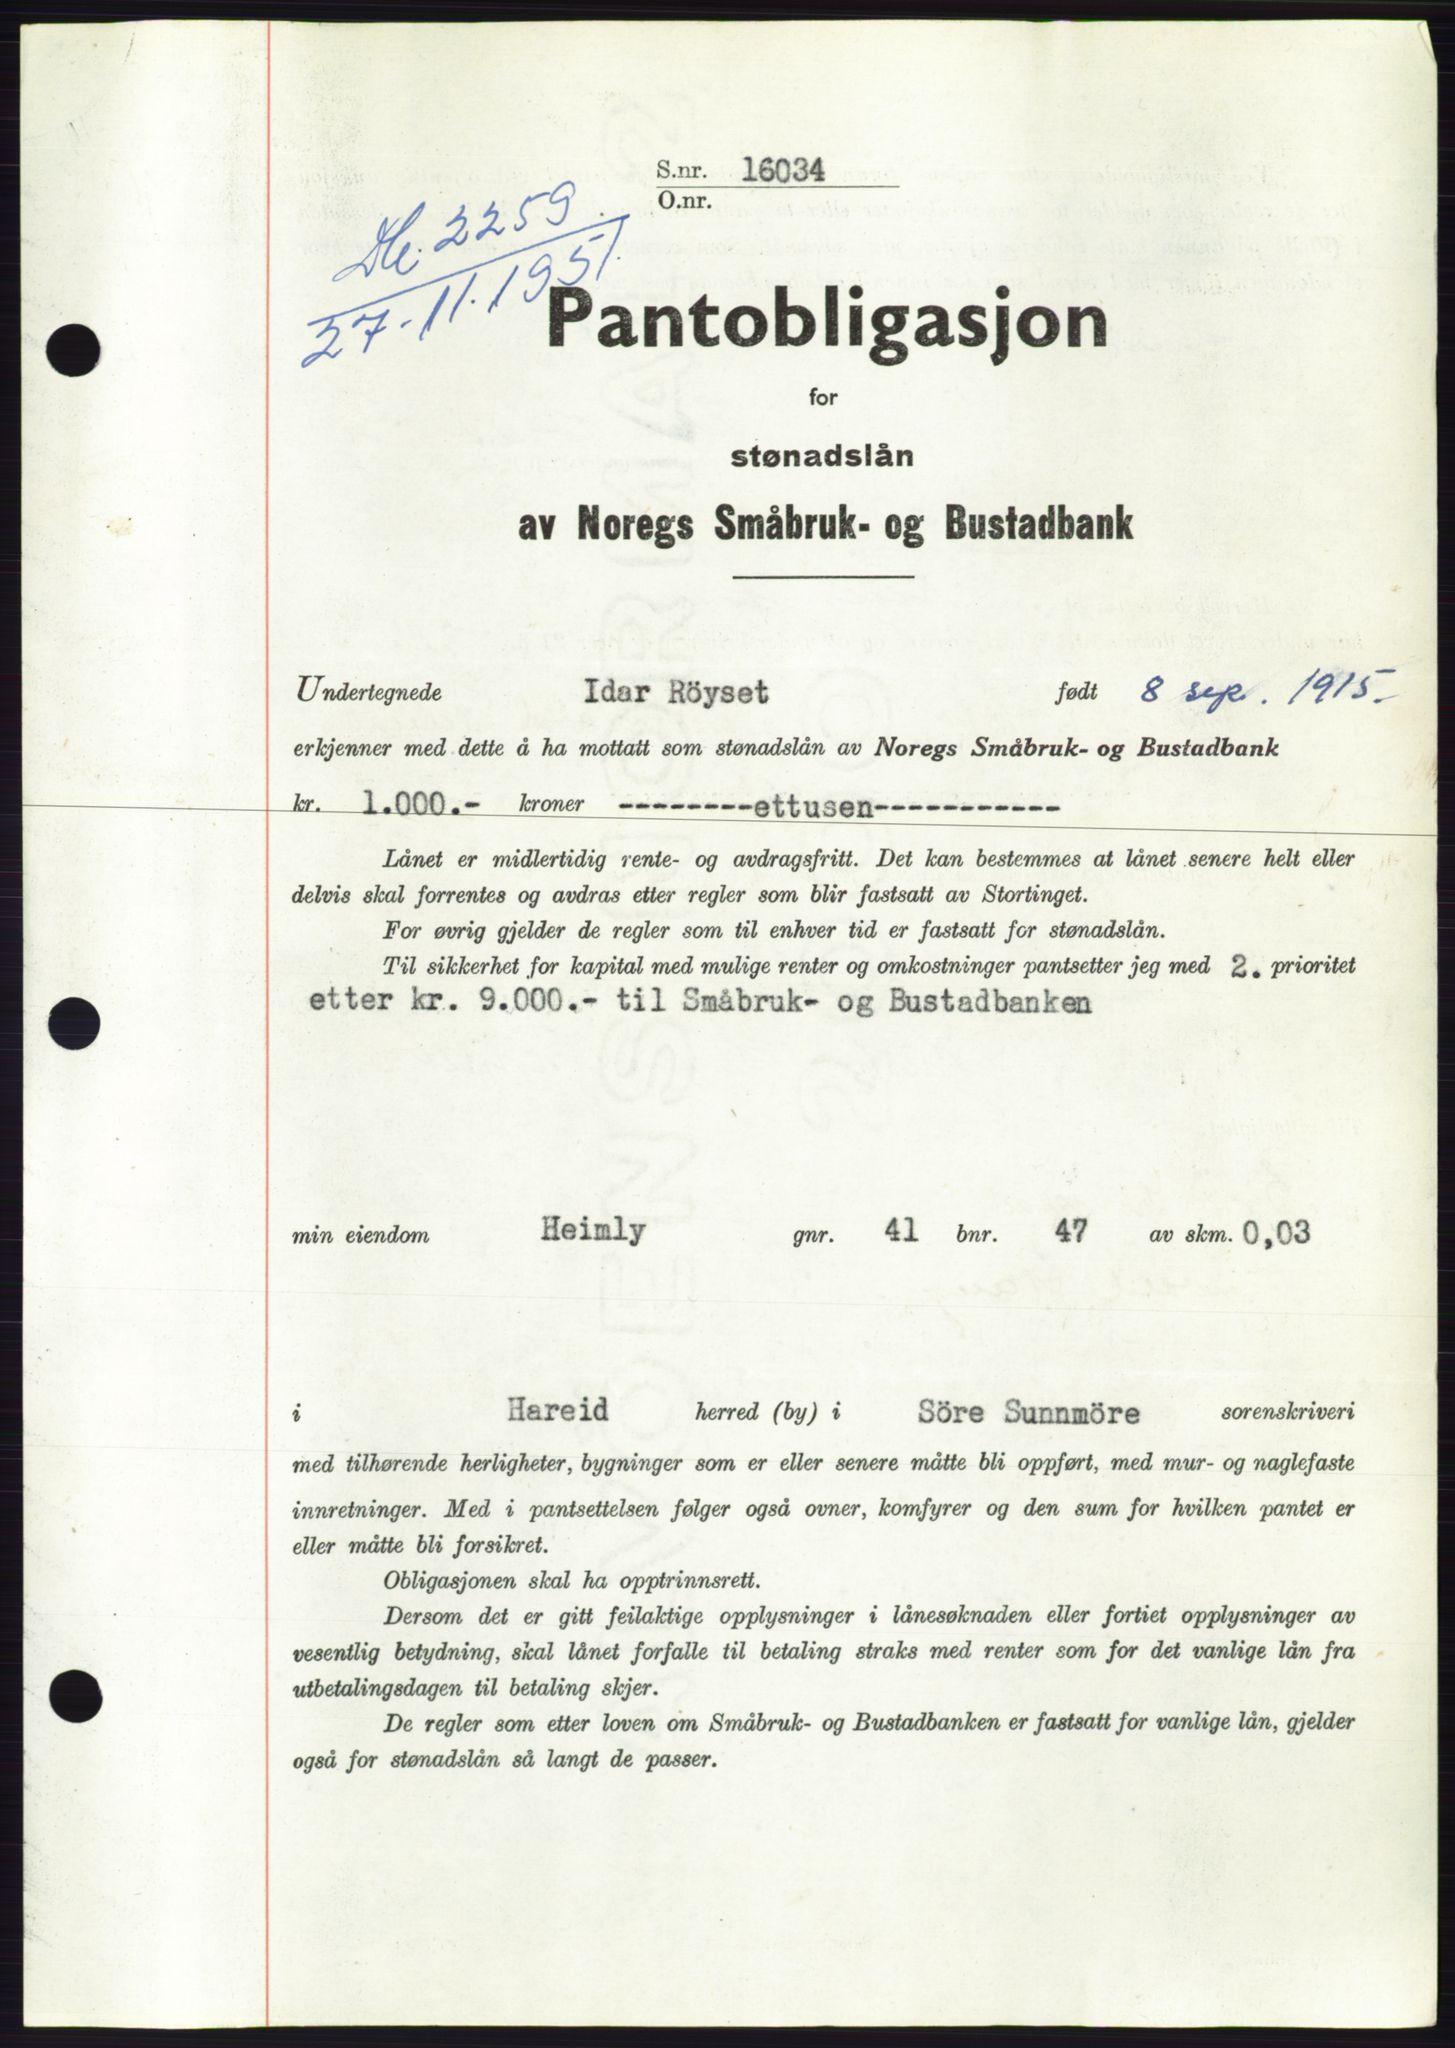 S.nr. 16034
O.nr.
2259
27-11.1951.
Pantobligasjon
for
stønadslån
av Noregs Småbruk- og Bustadbank
Undertegnede Idar Röyset født 8 sep. 1915.
erkjenner med dette å ha mottatt som stønadslån av Noregs Småbruk- og Bustadbank
kr. 1.000.- kroner --------ettusen-----------
Lånet er midlertidig rente- og avdragsfritt. Det kan bestemmes at lånet senere helt eller
delvis skal forrentes og avdras etter regler som blir fastsatt av Stortinget.
For øvrig gjelder de regler som til enhver tid er fastsatt for stønadslån.
Til sikkerhet for kapital med mulige renter og omkostninger pantsetter jeg med 2. prioritet
etter kr. 9.000.- til Småbruk- og Bustadbanken
min eiendom Heimly gnr. 41 bnr. 47 av skm. 0,03
i Hareid herred (by) i Söre Sunnmöre sorenskriveri
med tilhørende herligheter, bygninger som er eller senere måtte bli oppført, med mur- og naglefaste
innretninger. Med i pantsettelsen følger også ovner, komfyrer og den sum for hvilken pantet er
eller måtte bli forsikret.
Obligasjonen skal ha opptrinnsrett.
Dersom det er gitt feilaktige opplysninger i lånesøknaden eller fortiet opplysninger av
vesentlig betydning, skal lånet forfalle til betaling straks med renter som for det vanlige lån fra
utbetalingsdagen til betaling skjer.
De regler som etter loven om Småbruk- og Bustadbanken er fastsatt for vanlige lån, gjelder
også for stønadslån så langt de passer.